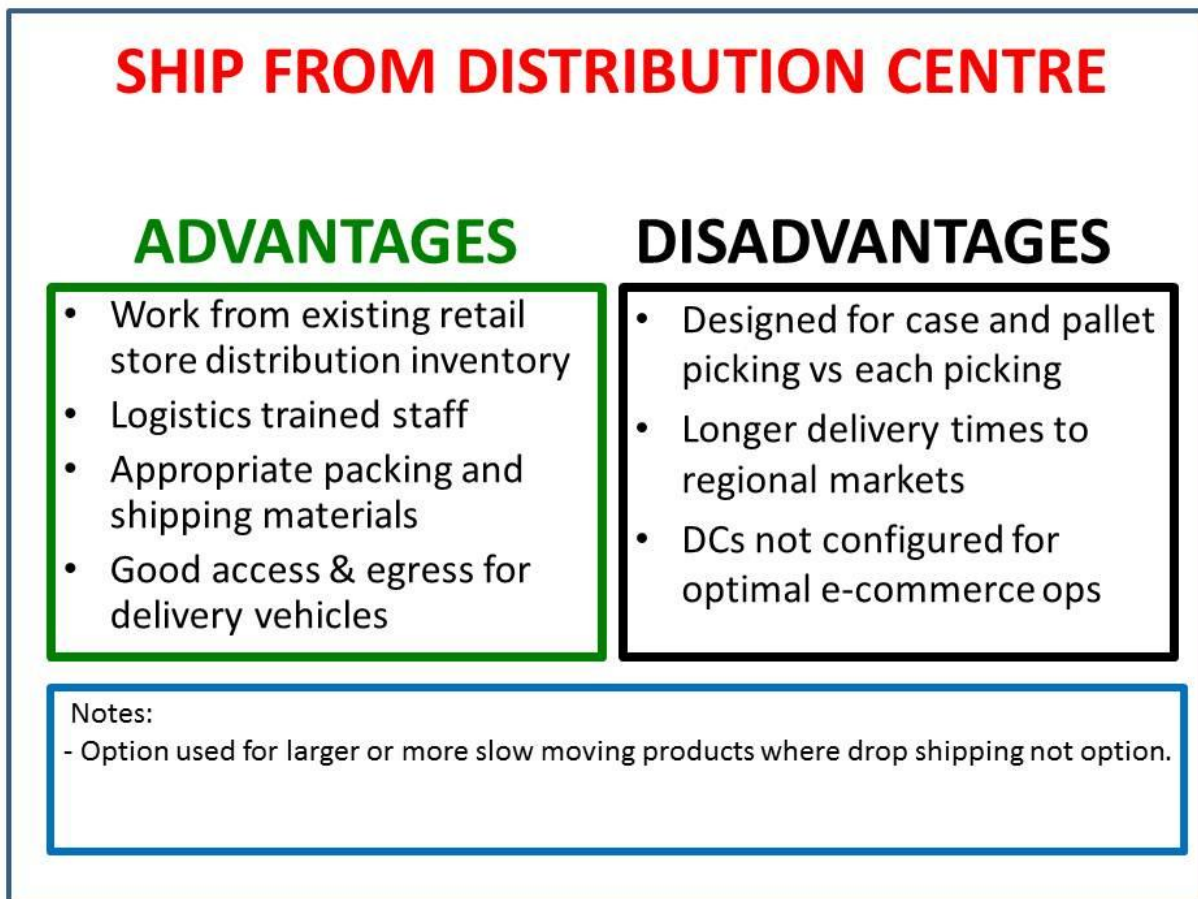 SHIP FROM DISTRIBUTION CENTRE
ADVANTAGES
• Work from existing retail
store distribution inventory
• Logistics trained staff
• Appropriate packing and
shipping materials
• Good access & egress for
delivery vehicles
DISADVANTAGES
• Designed for case and pallet
picking vs each picking
• Longer delivery times to
regional markets
• DCs not configured for
optimal e-commerce ops
Notes:
- Option used for larger or more slow moving products where drop shipping not option.